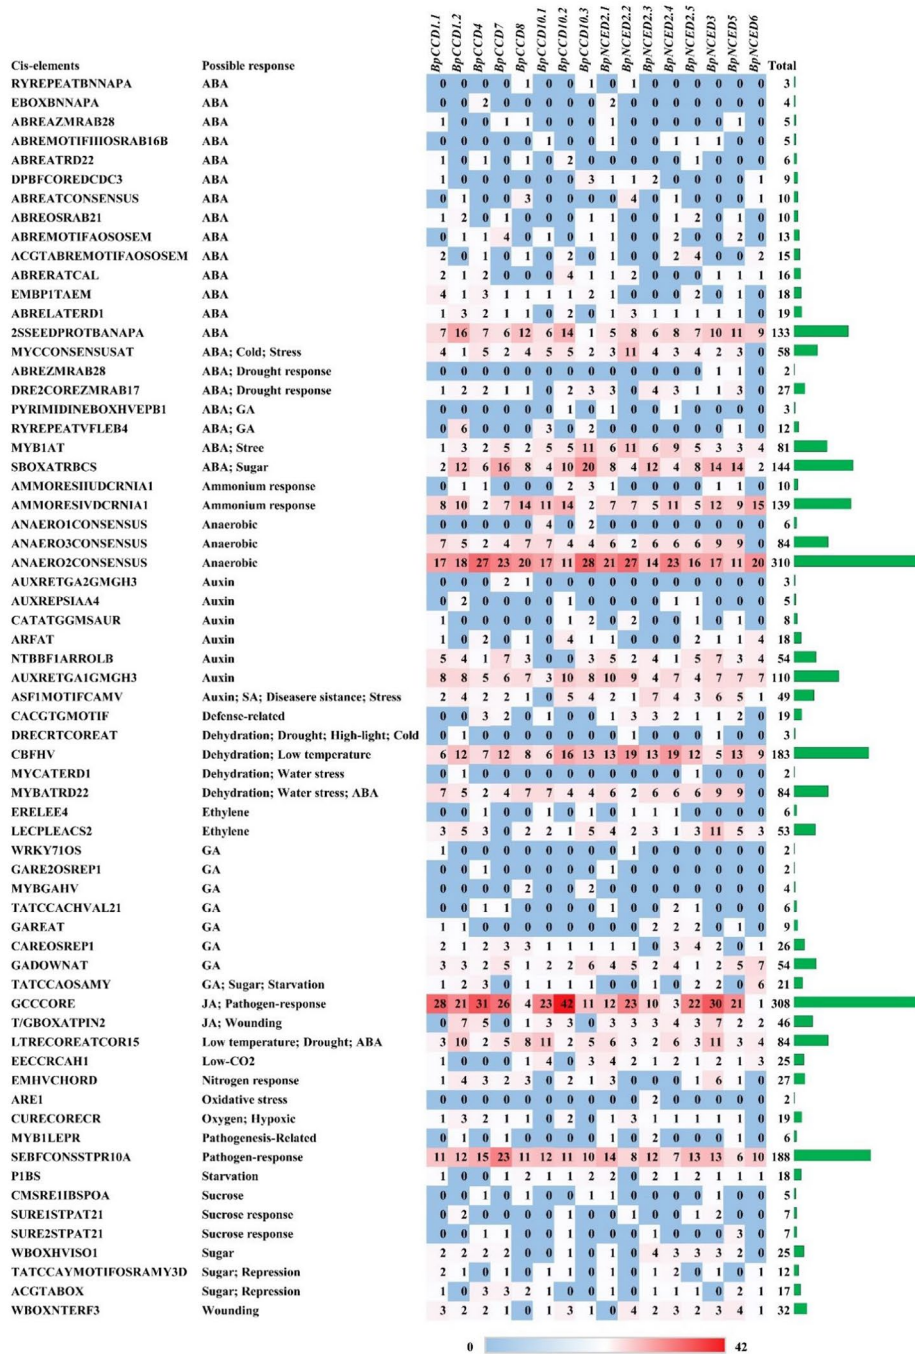 BpCCD1.1 BpCCD1.2 BpCCD4 BpCCD7 BpCCD8 BpCCD10.1 BpCCD10.2 BpCCD10.3 BpNCED2.1 BpNCED2.2 BpNCED2.3 BpNCED2.4 BpNCED2.5 BpNCED3 BpNCED5 BpNCED6
Cis-elements Possible response Total
RYREPEATBNNAPA ABA 0 0 0 0 1 0 0 1 0 1 0 0 0 0 0 0 3
EBOXBNNAPA ABA 0 0 2 0 0 0 0 0 2 0 0 0 0 0 0 0 4
ABREAZMRAB28 ABA 1 0 0 1 1 0 0 0 1 0 0 0 0 0 1 0 5
ABREMOTIFIIIOSRAB16B ABA 0 0 0 0 0 1 0 0 1 0 0 1 1 1 0 0 5
ABREATRD22 ABA 1 0 1 0 1 0 2 0 0 0 0 0 1 0 0 0 6
DPBFCOREDCDC3 ABA 1 0 0 0 0 0 0 3 1 1 2 0 0 0 0 1 9
ABREATCONSENSUS ABA 0 1 0 0 3 0 0 0 0 4 0 1 0 0 0 1 10
ABREOSRAB21 ABA 1 2 0 1 0 0 0 1 1 0 0 1 2 0 1 0 10
ABREMOTIFAOSOSEM ABA 0 1 1 4 0 1 0 1 1 0 0 2 0 0 2 0 13
ACGTABREMOTIFAOSOSEM ABA 2 0 1 0 1 0 2 0 1 0 0 2 4 0 0 2 15
ABRERATCAL ABA 2 1 2 0 0 0 4 1 1 2 0 0 0 1 1 1 16
EMBP1TAEM ABA 4 1 3 1 1 1 1 2 1 0 0 0 2 0 1 0 18
ABRELATERD1 ABA 1 3 2 1 1 0 2 0 1 3 1 1 1 1 1 0 19
2SSEEDPROTBANAPA ABA 7 16 7 6 12 6 14 1 5 8 6 8 7 10 11 9 133
MYCCONSENSUSAT ABA; Cold; Stress 4 1 5 2 4 5 5 2 3 11 4 3 4 2 3 0 58
ABREZMRAB28 ABA; Drought response 0 0 0 0 0 0 0 0 0 0 0 0 0 1 1 0 2
DRE2COREZMRAB17 ABA; Drought response 1 2 2 1 1 0 2 3 3 0 4 3 1 1 3 0 27
PYRIMIDINEBOXHVEPB1 ABA; GA 0 0 0 0 0 0 1 0 1 0 0 1 0 0 0 0 3
RYREPEATVFLEB4 ABA; GA 0 6 0 0 0 3 0 2 0 0 0 0 0 0 0 0 12
MYB1AT ABA; Stree 1 3 2 5 2 5 5 11 6 11 6 9 5 3 3 4 81
SBOXATRBCS ABA; Sugar 2 12 6 16 8 4 10 20 8 4 12 4 8 14 14 2 144
AMMORESIIUDCRNIA1 Ammonium response 0 1 1 0 0 0 2 3 1 0 0 0 0 1 1 0 10
AMMORESIVDCRNIA1 Ammonium response 8 10 2 7 14 11 14 2 7 7 5 11 5 12 9 15 139
ANAERO1CONSENSUS Anaerobic 0 0 0 0 0 4 0 2 0 0 0 0 0 0 0 0 6
ANAERO3CONSENSUS Anaerobic 7 5 2 4 7 7 4 4 6 2 6 6 6 9 9 0 84
ANAERO2CONSENSUS Anaerobic 17 18 27 23 20 17 11 28 21 27 14 23 16 17 11 20 310
AUXRETGA2GMGH3 Auxin 0 0 0 2 1 0 0 0 0 0 0 0 0 0 0 0 3
AUXREPSIAA4 Auxin 0 2 0 0 0 0 1 0 0 0 0 1 1 0 0 0 5
CATATGGMSAUR Auxin 1 0 0 0 0 0 1 2 0 2 0 0 1 0 1 0 8
ARFAT Auxin 1 0 2 0 1 0 4 1 1 0 0 0 2 1 1 4 18
NTBBF1ARROLB Auxin 5 4 1 7 3 0 0 3 5 2 4 1 5 7 3 4 54
AUXRETGA1GMGH3 Auxin 8 8 5 6 7 3 10 8 10 9 4 7 4 7 7 7 110
ASF1MOTIFCAMV Auxin; SA; Diseasere sistance; Stress 2 4 2 2 1 0 5 4 2 1 7 4 3 6 5 1 49
CACGTGMOTIF Defense-related 0 0 3 2 0 1 0 0 1 3 3 2 1 1 2 0 19
DRECRTCOREAT Dehydration; Drought; High-light; Cold 0 1 0 0 0 0 0 0 0 0 1 0 0 0 1 0 3
CBFHV Dehydration; Low temperature 6 12 7 12 8 6 16 13 13 19 13 19 12 5 13 9 183
MYCATERD1 Dehydration; Water stress 0 1 0 0 0 0 0 0 0 0 0 0 1 0 0 0 2
MYBATRD22 Dehydration; Water stress; ABA 7 5 2 4 7 7 4 4 6 2 6 6 6 9 9 0 84
ERELEE4 Ethylene 0 0 1 0 0 1 0 0 1 0 1 1 1 0 0 0 6
LECPLEACS2 Ethylene 3 5 3 0 2 2 1 5 4 2 3 1 3 11 5 3 53
WRKY71OS GA 1 0 0 0 0 0 0 0 0 1 0 0 0 0 0 0 2
GARE2OSREP1 GA 0 0 1 0 0 0 0 0 1 0 0 0 0 0 0 0 2
MYBGAHV GA 0 0 0 0 2 0 0 2 0 0 0 0 0 0 0 0 4
TATCCACHVAL21 GA 0 0 1 1 0 0 0 0 1 0 0 2 1 0 0 0 6
GAREAT GA 1 1 0 0 0 0 0 0 0 0 2 2 2 0 1 0 9
CAREOSREP1 GA 2 1 2 3 3 1 1 1 1 1 0 3 4 2 0 1 26
GADOWNAT GA 3 3 2 5 1 2 2 6 4 5 2 4 1 2 5 7 54
TATCCAOSAMY GA; Sugar; Starvation 1 2 3 0 1 1 1 1 1 0 1 0 2 2 0 6 21
GCCCORE JA; Pathogen-response 28 21 31 26 4 23 42 11 12 23 10 3 22 30 21 1 308
T/GBOXATPIN2 JA; Wounding 0 7 5 0 1 3 3 0 3 3 3 4 3 7 2 2 46
LTRECOREATCOR15 Low temperature; Drought; ABA 3 10 2 5 8 11 2 5 6 3 2 6 3 11 3 4 84
EECCRCAH1 Low-CO2 0 0 0 0 1 4 0 3 4 2 1 2 1 2 1 3 25
EMHVCHORD Nitrogen response 1 4 3 2 3 0 2 1 3 0 0 0 1 6 1 0 27
ARE1 Oxidative stress 0 0 0 0 0 0 0 0 0 0 2 0 0 0 0 0 2
CURECORECR Oxygen; Hypoxic 1 3 2 1 1 0 2 0 1 3 1 1 1 1 1 0 19
MYB1LEPR Pathogenesis-Related 0 1 0 1 0 0 0 0 1 0 2 0 0 0 1 0 6
SEBFCONSSTPR10A Pathogen-response 11 12 15 23 11 12 11 10 14 8 12 7 13 13 6 10 188
P1BS Starvation 1 0 0 1 2 1 1 2 2 0 2 1 2 1 1 1 18
CMSRE1IBSPOA Sucrose 0 0 1 0 1 0 0 1 1 0 0 0 1 0 0 0 5
SURE1STPAT21 Sucrose response 0 2 0 0 0 0 1 0 0 1 0 0 1 2 0 0 7
SURE2STPAT21 Sucrose response 0 0 1 1 0 0 1 0 1 0 0 0 0 0 3 0 7
WBOXHVISO1 Sugar 2 2 2 2 0 0 1 0 1 0 4 3 3 3 2 0 25
TATCCAYMOTIFOSRAMY3D Sugar; Repression 2 1 0 1 0 1 1 0 1 0 1 2 0 1 0 1 12
ACGTABOX Sugar; Repression 1 0 3 3 2 1 0 0 1 0 0 1 2 0 1 2 17
WBOXNTERF3 Wounding 3 2 2 1 0 1 3 1 0 4 2 3 2 3 4 1 32
0 42